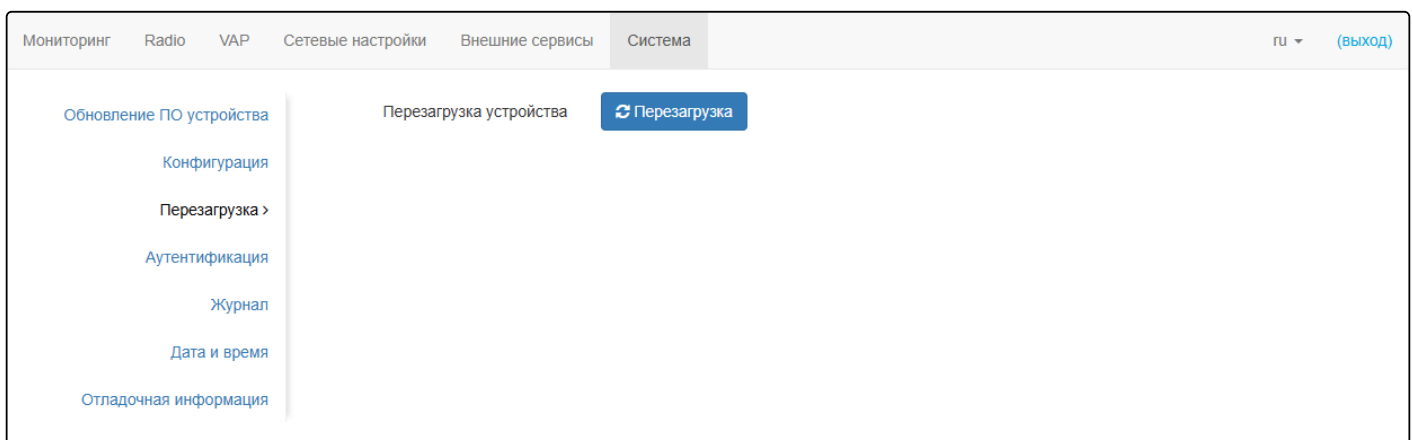 Мониторинг Radio VAP Сетевые настройки Внешние сервисы Система ru (выход)
Обновление ПО устройства
Перезагрузка устройства Перезагрузка
Конфигурация
Перезагрузка >
Аутентификация
Журнал
Дата и время
Отладочная информация